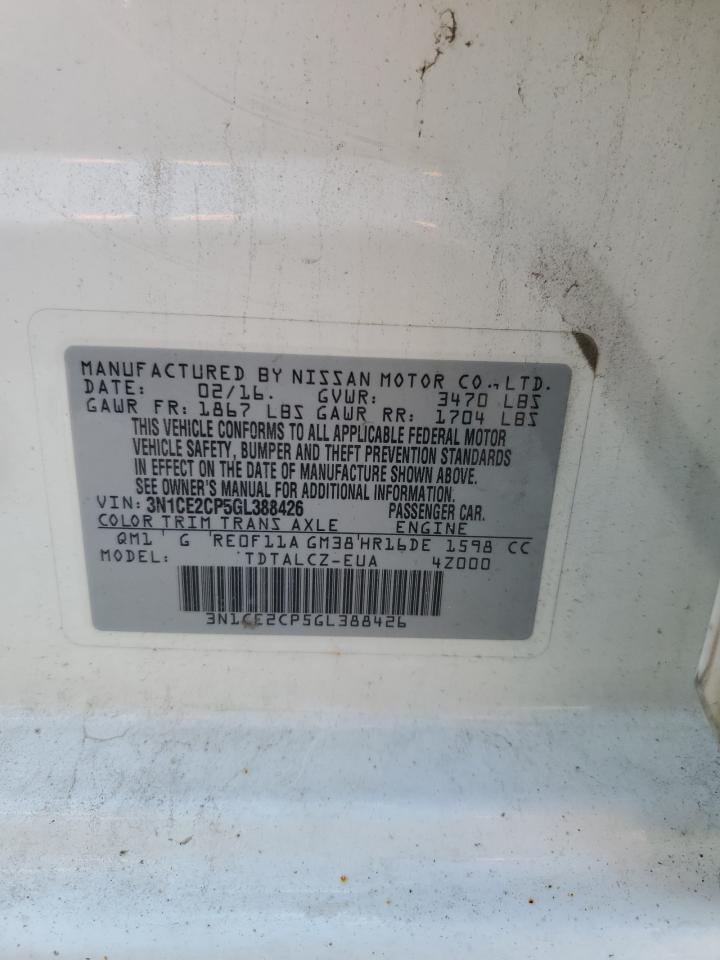 MANUFACTURED BY NISSAN MOTOR CO., LTD.
DATE: 02/16. GVWR: 3470 LBS
GAWR FR: 1867 LBS GAWR RR: 1704 LBS
THIS VEHICLE CONFORMS TO ALL APPLICABLE FEDERAL MOTOR
VEHICLE SAFETY, BUMPER AND THEFT PREVENTION STANDARDS
IN EFFECT ON THE DATE OF MANUFACTURE SHOWN ABOVE.
SEE OWNER'S MANUAL FOR ADDITIONAL INFORMATION.
VIN: 3N1CE2CP5GL388426 PASSENGER CAR.
COLOR TRIM TRANS AXLE ENGINE
QM1 G RE0F11A GM38 HR16DE 1598 CC
MODEL: TDTALCZ-EUA 4Z000
3N1CE2CP5GL388426